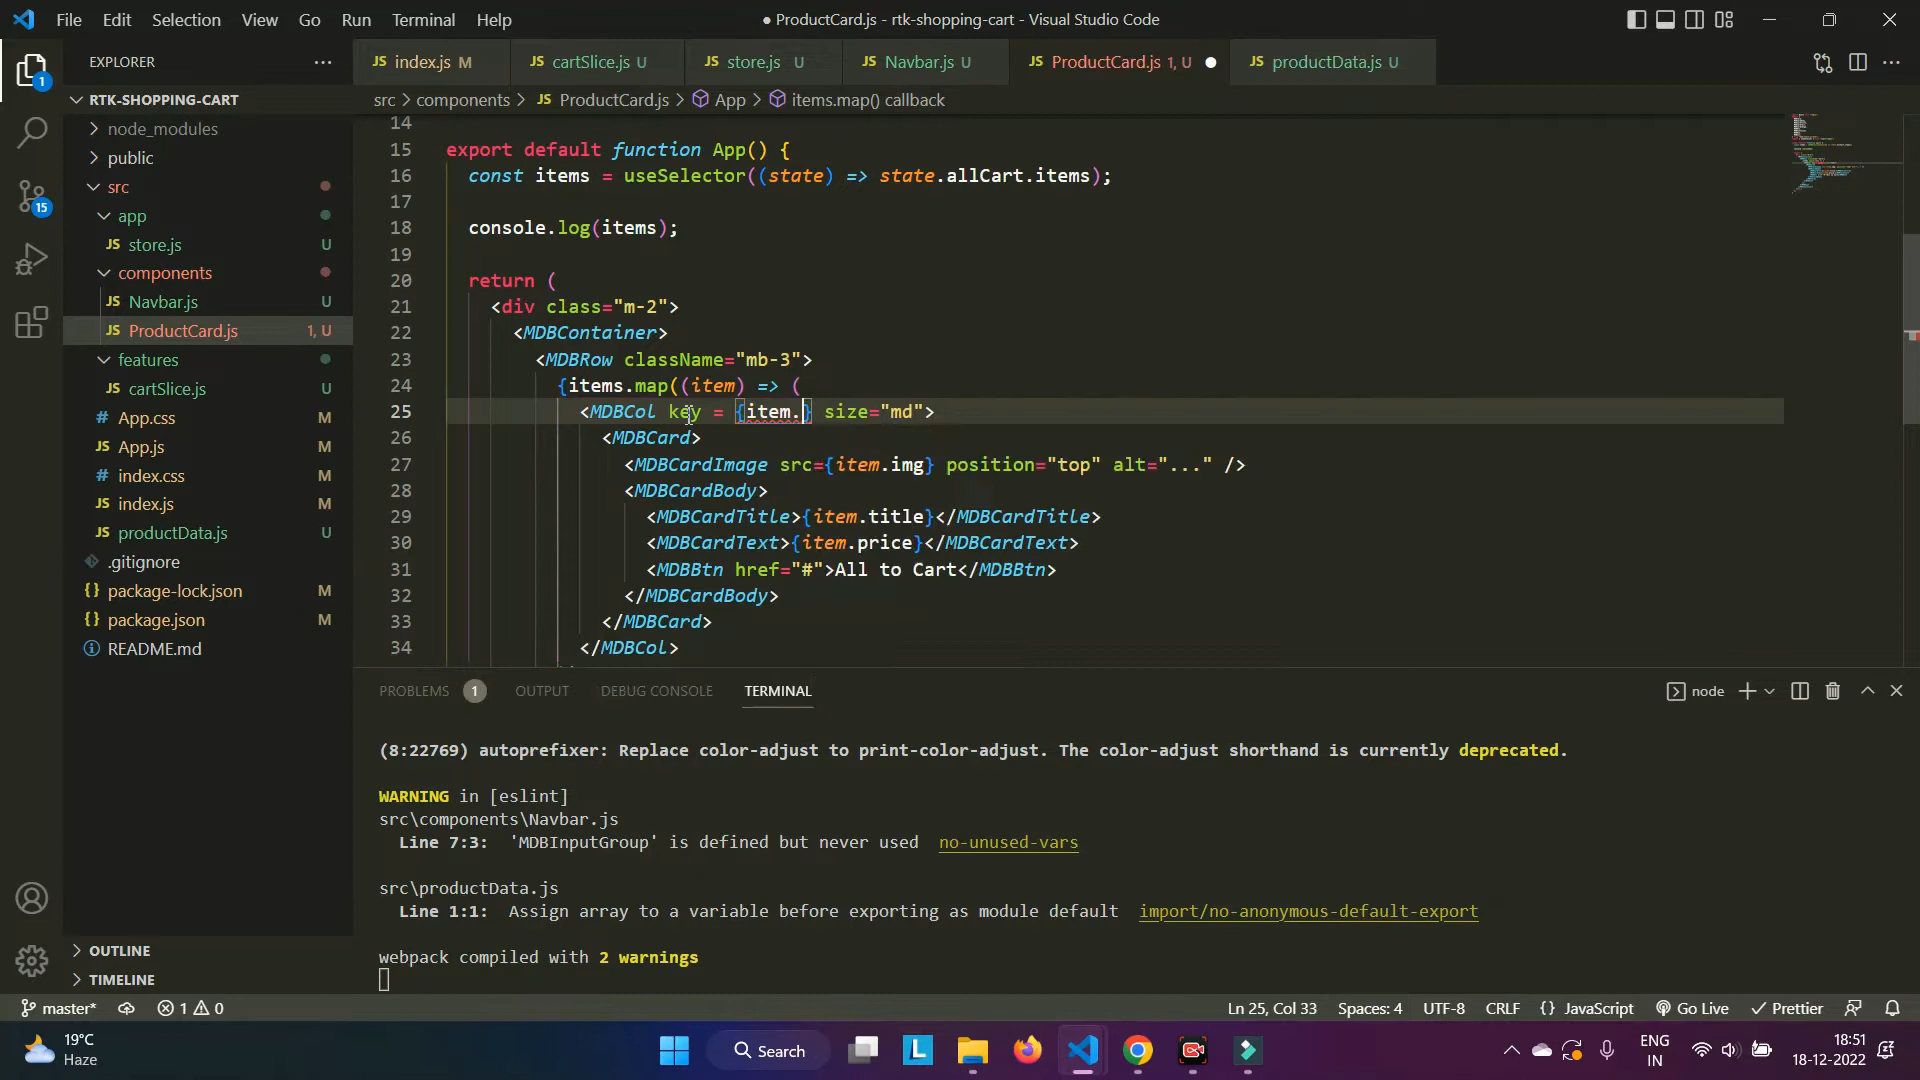 File Edit Selection View Go Run Terminal Help
● ProductCard.js - rtk-shopping-cart - Visual Studio Code
EXPLORER
JS index.js M
JS cartSlice.js U
JS store.js U
JS Navbar.js U
JS ProductCard.js 1, U
JS productData.js U
src > components > JS ProductCard.js > App > items.map() callback
1
15
RTK-SHOPPING-CART
node_modules
public
src
app
JS store.js U
components
JS Navbar.js U
JS ProductCard.js 1, U
features
JS cartSlice.js U
# App.css M
JS App.js M
# index.css M
JS index.js M
JS productData.js U
.gitignore
{} package-lock.json M
{} package.json M
README.md
OUTLINE
TIMELINE
14
15 export default function App() {
16 const items = useSelector((state) => state.allCart.items);
17
18 console.log(items);
19
20 return (
21 <div class="m-2">
22 <MDBContainer>
23 <MDBRow className="mb-3">
24 {items.map((item) => (
25 <MDBCol key = {item.} size="md">
26 <MDBCard>
27 <MDBCardImage src={item.img} position="top" alt="..." />
28 <MDBCardBody>
29 <MDBCardTitle>{item.title}</MDBCardTitle>
30 <MDBCardText>{item.price}</MDBCardText>
31 <MDBBtn href="#">All to Cart</MDBBtn>
32 </MDBCardBody>
33 </MDBCard>
34 </MDBCol>
PROBLEMS 1 OUTPUT DEBUG CONSOLE TERMINAL
node
(8:22769) autoprefixer: Replace color-adjust to print-color-adjust. The color-adjust shorthand is currently deprecated.
WARNING in [eslint]
src\components\Navbar.js
Line 7:3: 'MDBInputGroup' is defined but never used no-unused-vars
src\productData.js
Line 1:1: Assign array to a variable before exporting as module default import/no-anonymous-default-export
webpack compiled with 2 warnings
master* 1 0
Ln 25, Col 33 Spaces: 4 UTF-8 CRLF {} JavaScript Go Live Prettier
19°C
Haze
Search
L
ENG
IN
18:51
18-12-2022